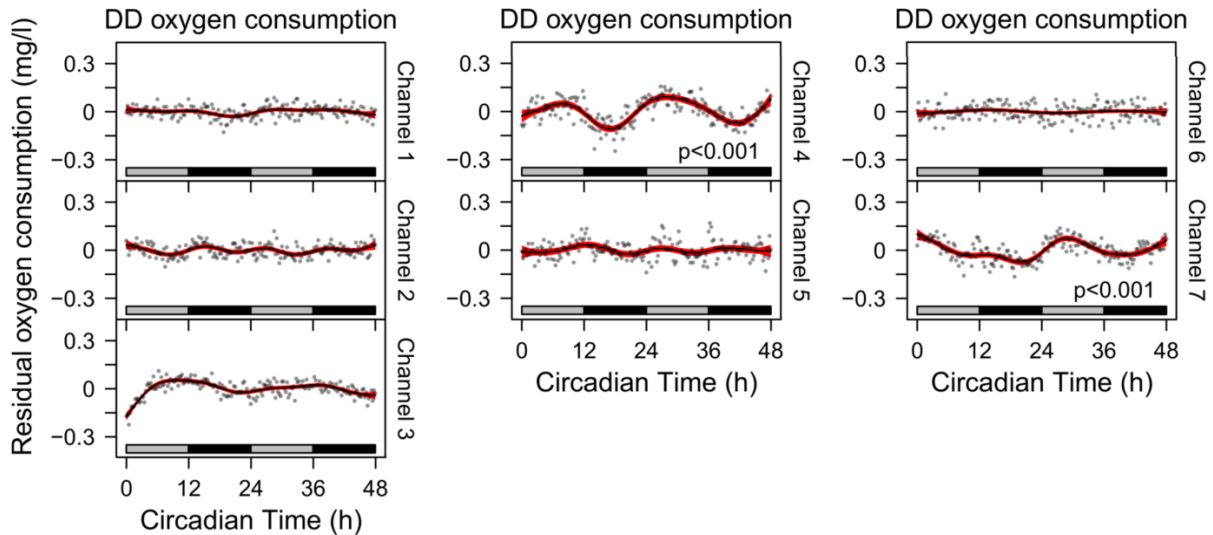 DD oxygen consumption
DD oxygen consumption
DD oxygen consumption
Residual oxygen consumption (mg/l)
0.3
0
−0.3
Channel 1
0.3
0
−0.3
Channel 2
0.3
0
−0.3
Channel 3
0 12 24 36 48
Circadian Time (h)
0.3
0
−0.3
p<0.001
Channel 4
0.3
0
−0.3
Channel 5
0 12 24 36 48
Circadian Time (h)
0.3
0
−0.3
Channel 6
0.3
0
−0.3
p<0.001
Channel 7
0 12 24 36 48
Circadian Time (h)